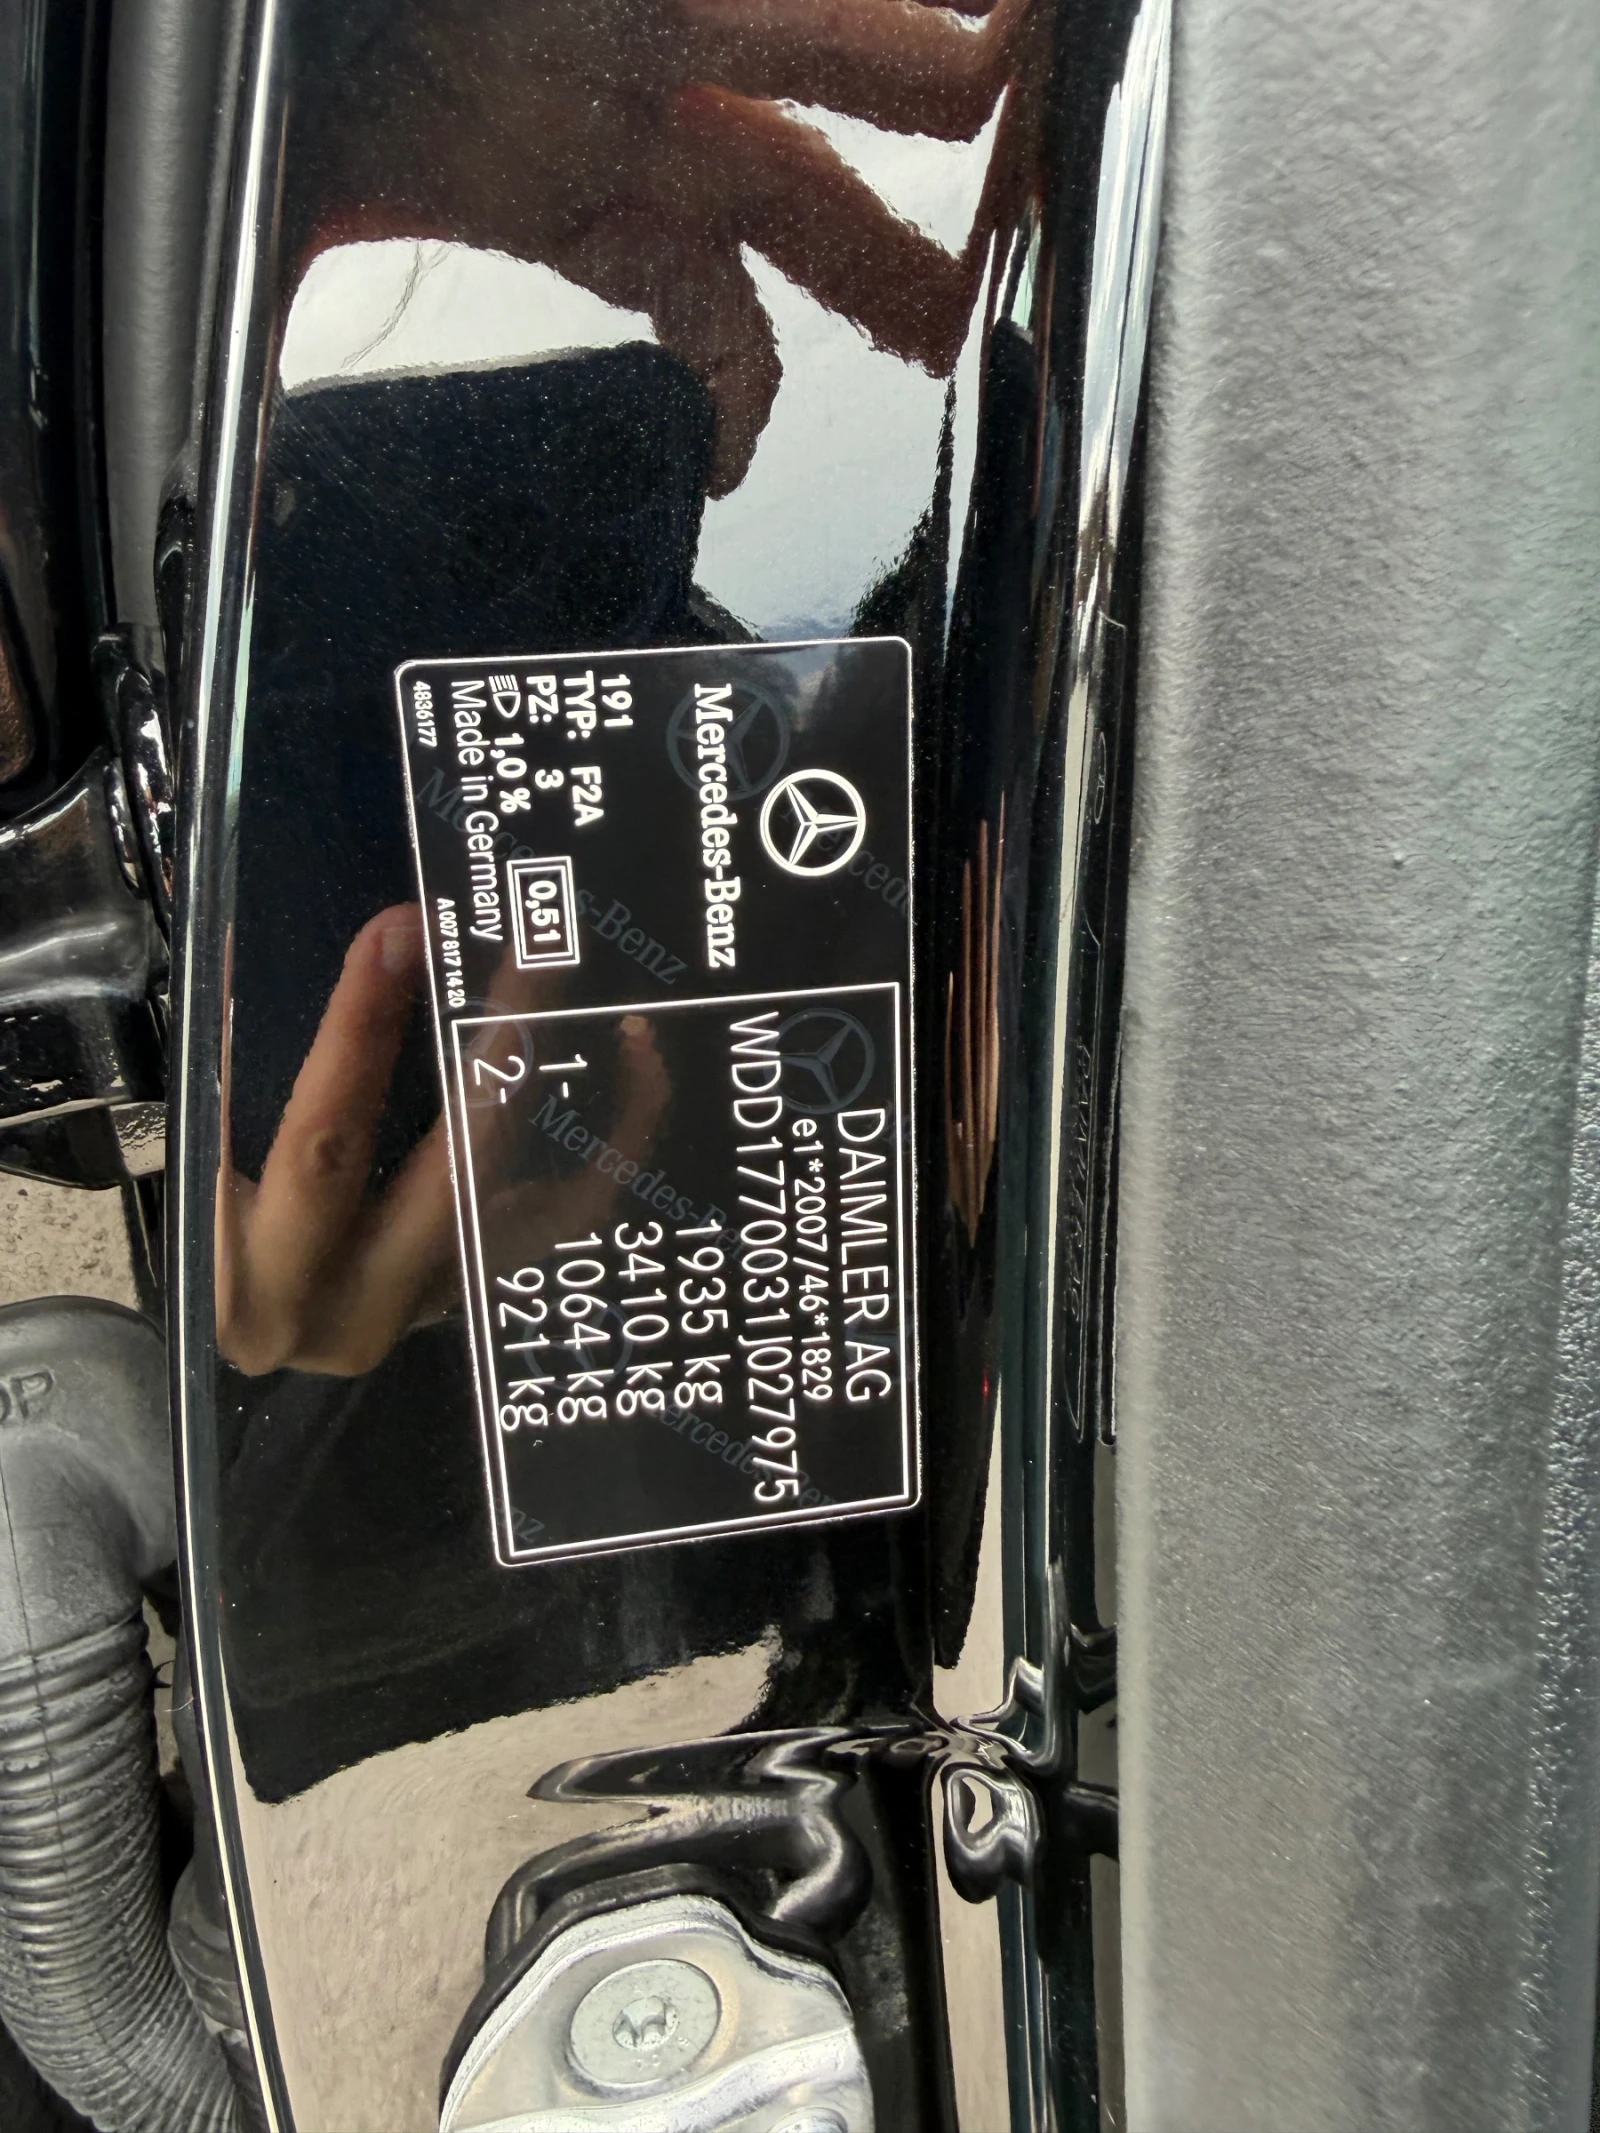 Mercedes-Benz
191
TYP: F2A
PZ: 3
1,0 %
0,51
Made in Germany
4836177
A 007 817 14 20
DAIMLER AG
e1*2007/46*1829
WDD1770031J027975
1935 kg
3410 kg
1- 1064 kg
2- 921 kg